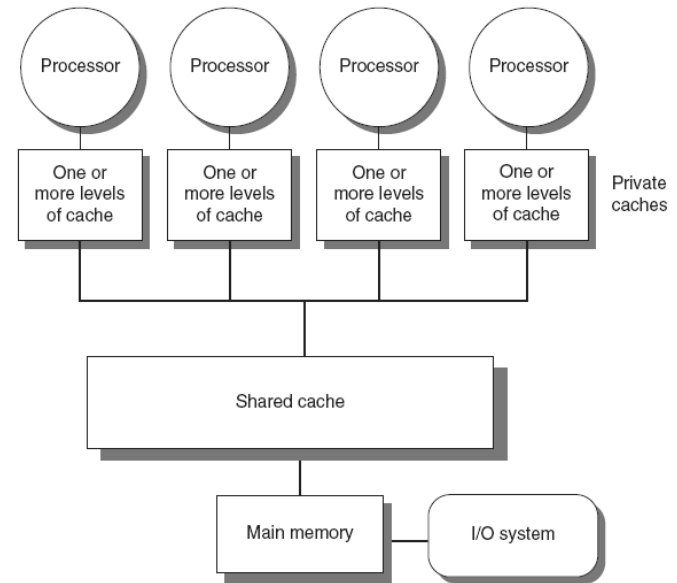 Processor
Processor
Processor
Processor
One or
more levels
of cache
One or
more levels
of cache
One or
more levels
of cache
One or
more levels
of cache
Private
caches
Shared cache
Main memory
I/O system